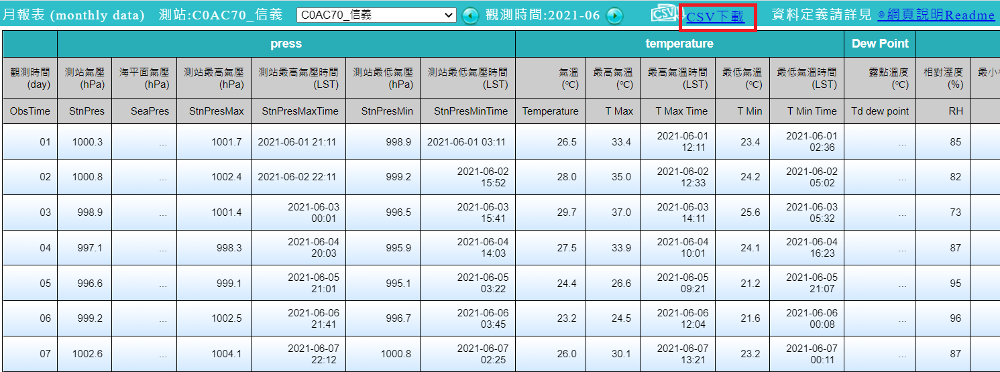 月報表 (monthly data) 測站:C0AC70_信義 C0AC70_信義 觀測時間:2021-06 CSV CSV下載 資料定義請詳見 ⊙網頁說明Readme
press temperature Dew Point
觀測時間 (day) 測站氣壓 (hPa) 海平面氣壓 (hPa) 測站最高氣壓 (hPa) 測站最高氣壓時間 (LST) 測站最低氣壓 (hPa) 測站最低氣壓時間 (LST) 氣溫 (℃) 最高氣溫 (℃) 最高氣溫時間 (LST) 最低氣溫 (℃) 最低氣溫時間 (LST) 露點溫度 (℃) 相對溼度 (%) 最小
ObsTime StnPres SeaPres StnPresMax StnPresMaxTime StnPresMin StnPresMinTime Temperature T Max T Max Time T Min T Min Time Td dew point RH
01 1000.3 ... 1001.7 2021-06-01 21:11 998.9 2021-06-01 03:11 26.5 33.4 2021-06-01 12:11 23.4 2021-06-01 02:36 ... 85
02 1000.8 ... 1002.4 2021-06-02 22:11 999.2 2021-06-02 15:52 28.0 35.0 2021-06-02 12:33 24.2 2021-06-02 05:02 ... 82
03 998.9 ... 1001.4 2021-06-03 00:01 996.5 2021-06-03 15:41 29.7 37.0 2021-06-03 14:11 25.6 2021-06-03 05:32 ... 73
04 997.1 ... 998.3 2021-06-04 20:03 995.9 2021-06-04 14:03 27.5 33.9 2021-06-04 10:01 24.1 2021-06-04 16:23 ... 87
05 996.6 ... 999.1 2021-06-05 21:01 995.1 2021-06-05 03:22 24.4 26.6 2021-06-05 09:21 21.2 2021-06-05 21:07 ... 95
06 999.2 ... 1002.5 2021-06-06 21:41 996.7 2021-06-06 03:45 23.2 24.5 2021-06-06 12:04 21.6 2021-06-06 00:08 ... 96
07 1002.6 ... 1004.1 2021-06-07 22:12 1000.8 2021-06-07 02:25 26.0 30.1 2021-06-07 13:21 23.2 2021-06-07 00:11 ... 87